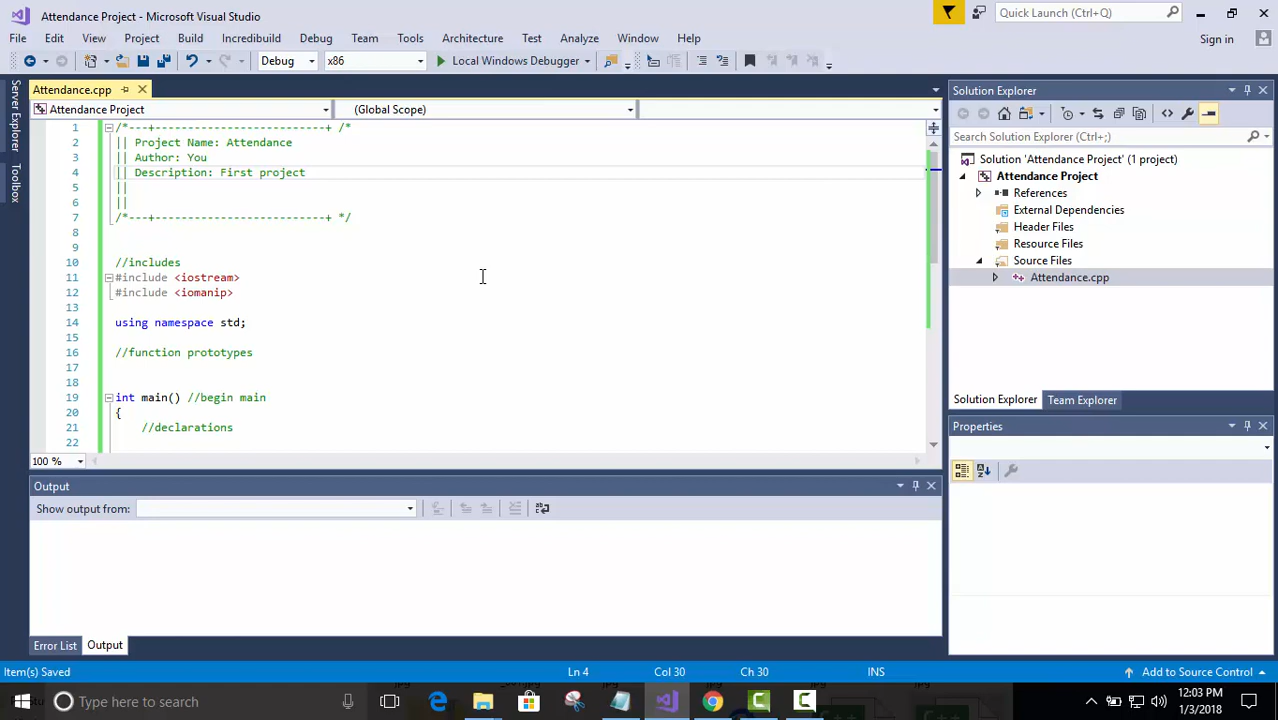 Attendance Project - Microsoft Visual Studio
Quick Launch (Ctrl+Q)
File Edit View Project Build Incredibuild Debug Team Tools Architecture Test Analyze Window Help
Sign in
Debug x86 Local Windows Debugger
Server Explorer
Toolbox
Attendance.cpp
Attendance Project (Global Scope)
1 /*---+--------------------------+ /*
2 || Project Name: Attendance
3 || Author: You
4 || Description: First project
5 ||
6 ||
7 /*---+--------------------------+ */
8
9
10 //includes
11 #include <iostream>
12 #include <iomanip>
13
14 using namespace std;
15
16 //function prototypes
17
18
19 int main() //begin main
20 {
21 //declarations
22
100 %
Output
Show output from:
Error List Output
Solution Explorer
Search Solution Explorer (Ctrl+;)
Solution 'Attendance Project' (1 project)
Attendance Project
References
External Dependencies
Header Files
Resource Files
Source Files
Attendance.cpp
Solution Explorer Team Explorer
Properties
Item(s) Saved Ln 4 Col 30 Ch 30 INS Add to Source Control
Type here to search
12:03 PM
1/3/2018